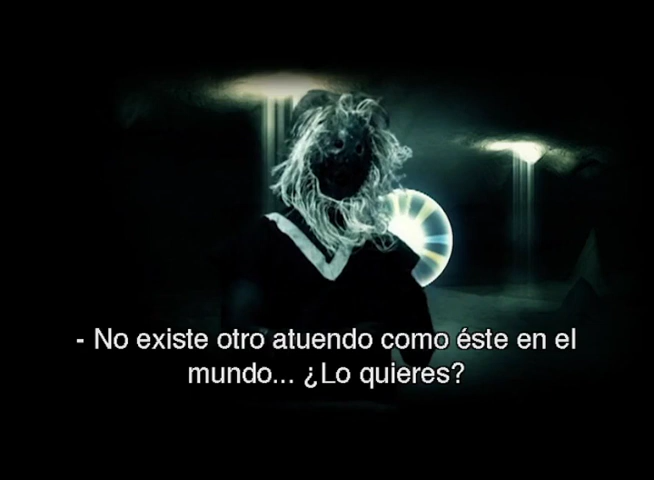 - No existe otro atuendo como éste en el
mundo... ¿Lo quieres?